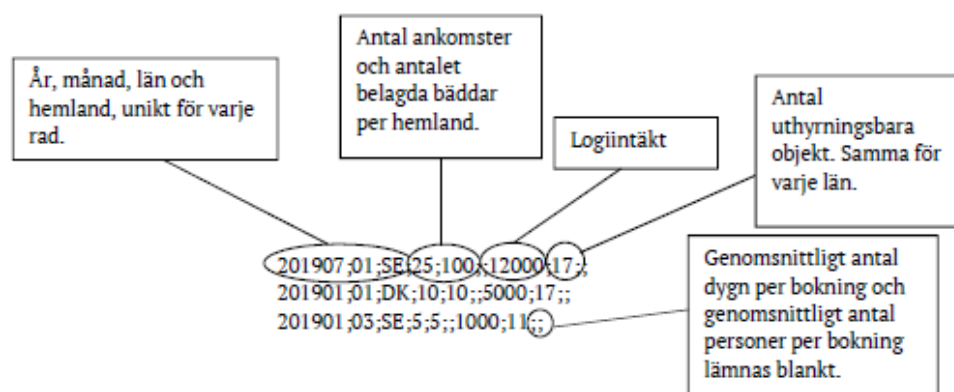 Antal ankomster
och antalet
belagda bäddar
per hemland.
År, månad, län och
hemland, unikt för varje
rad.
Logiintäkt
Antal
uthyrningsbara
objekt. Samma för
varje län.
201907;01;SE;25;100;;12000;17;;
201901;01;DK;10;10;;5000;17;;
201901;03;SE;5;5;;1000;11;;
Genomsnittligt antal
dygn per bokning och
genomsnittligt antal
personer per bokning
lämnas blankt.